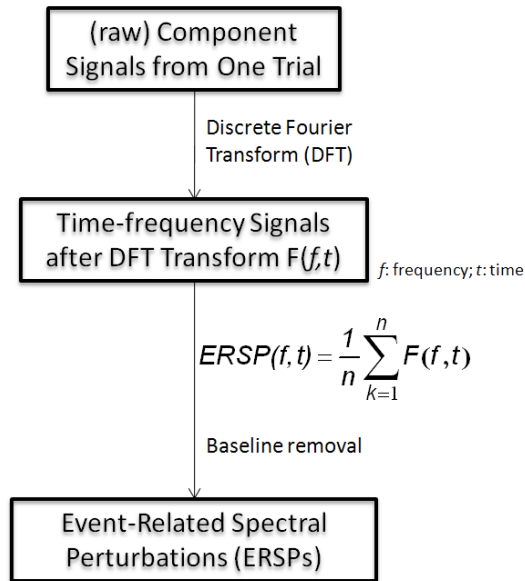 (raw) Component
Signals from One Trial
Discrete Fourier
Transform (DFT)
Time-frequency Signals
after DFT Transform F(f,t)
f: frequency; t: time
ERSP(f,t) = 1/n ∑_{k=1}^{n} F(f,t)
Baseline removal
Event-Related Spectral
Perturbations (ERSPs)